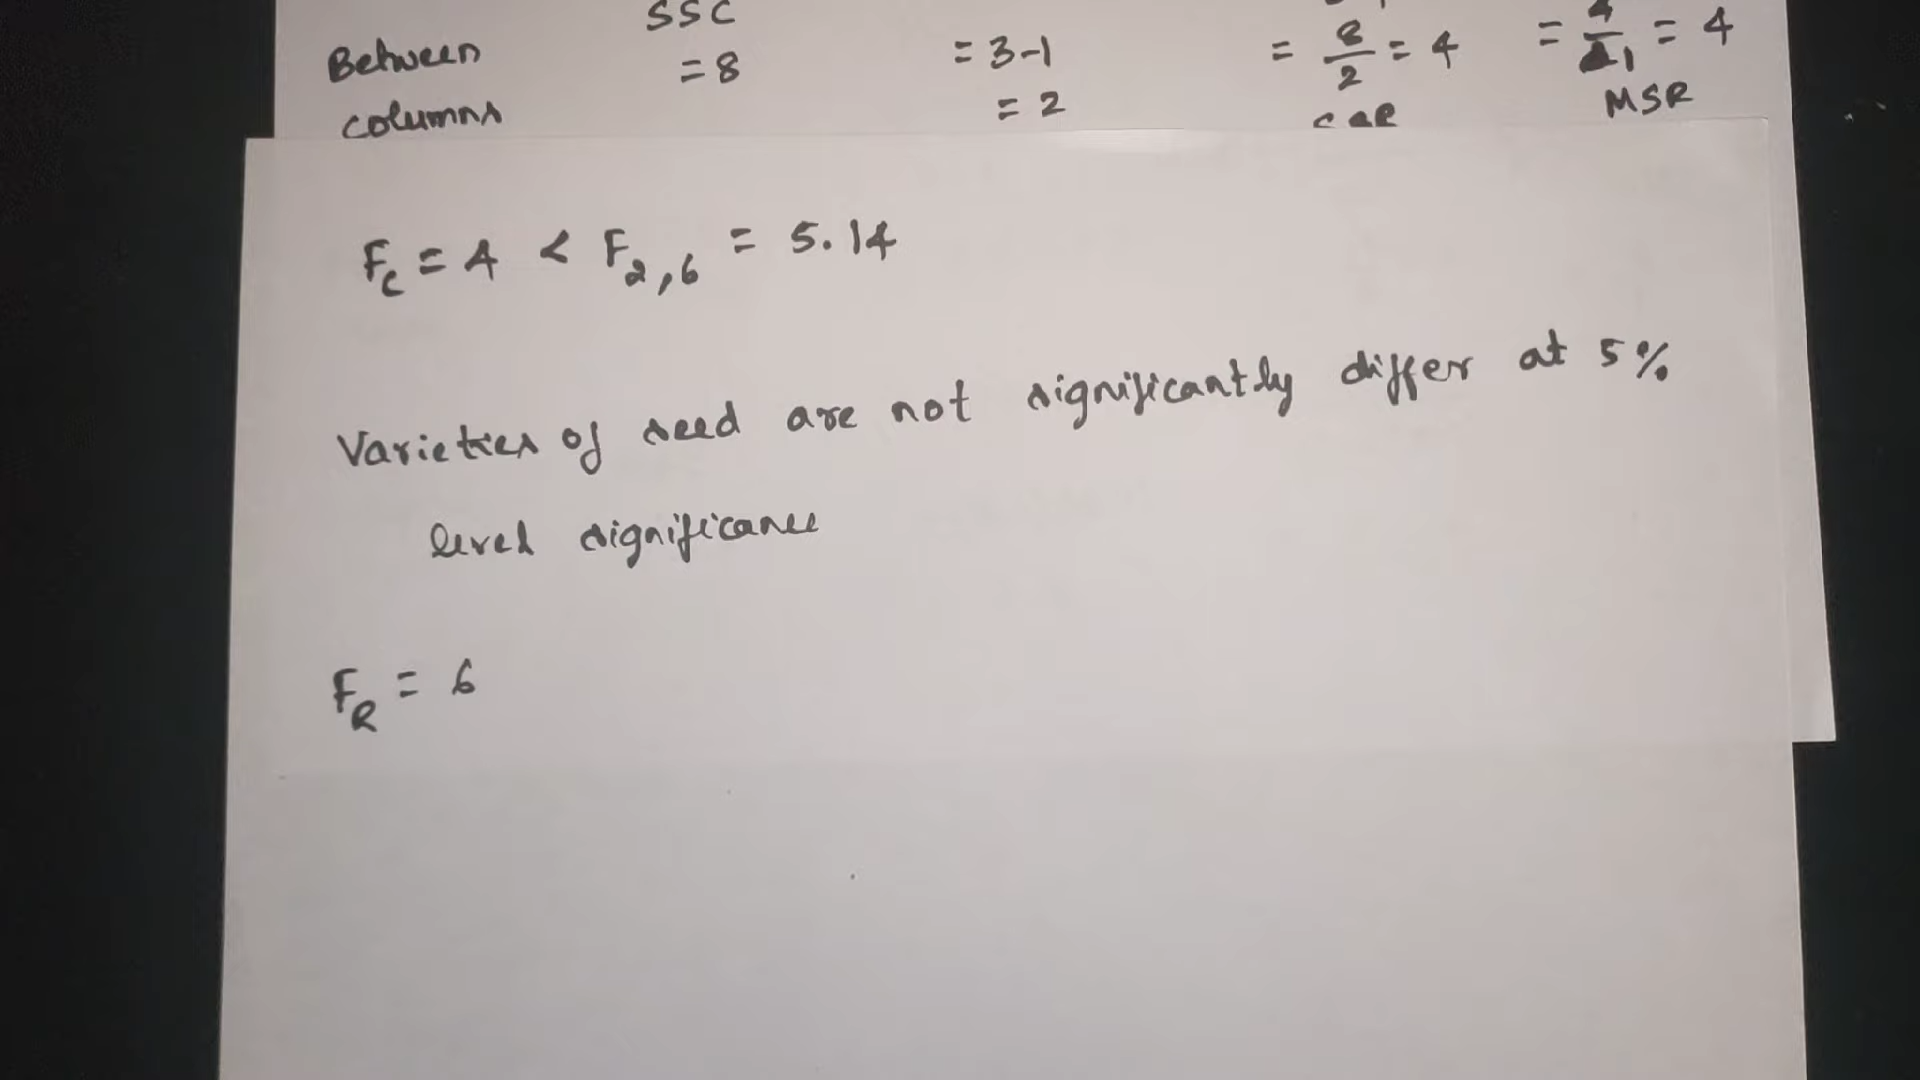 SSC
Between = 8 = 3-1 = 8/2 = 4 = 4/1 = 4
columns = 2 MSR
Fc = 4 < F2,6 = 5.14
Varieties of seed are not significantly differ at 5%
level significance
FR = 6